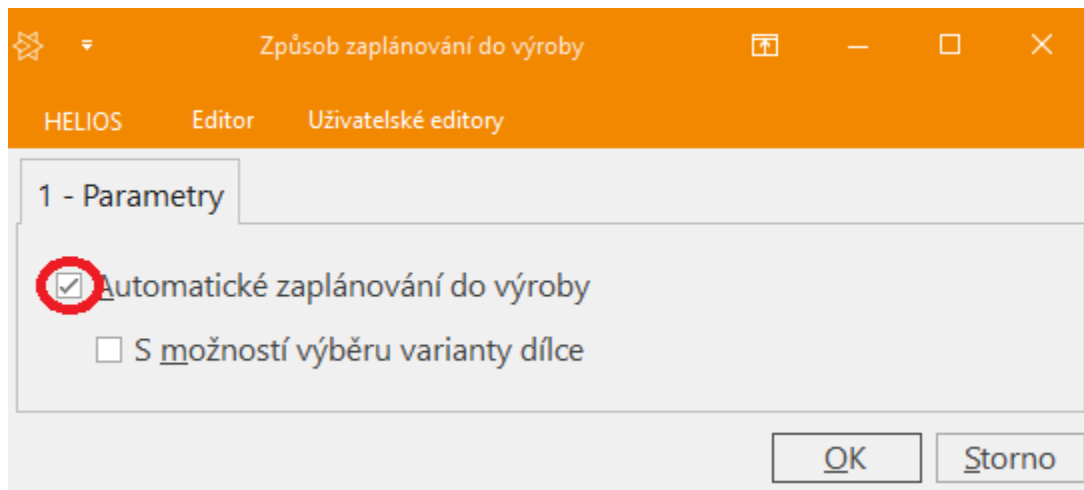 Způsob zaplánování do výroby
HELIOS Editor Uživatelské editory
1 - Parametry
Automatické zaplánování do výroby
S možností výběru varianty dílce
OK Storno